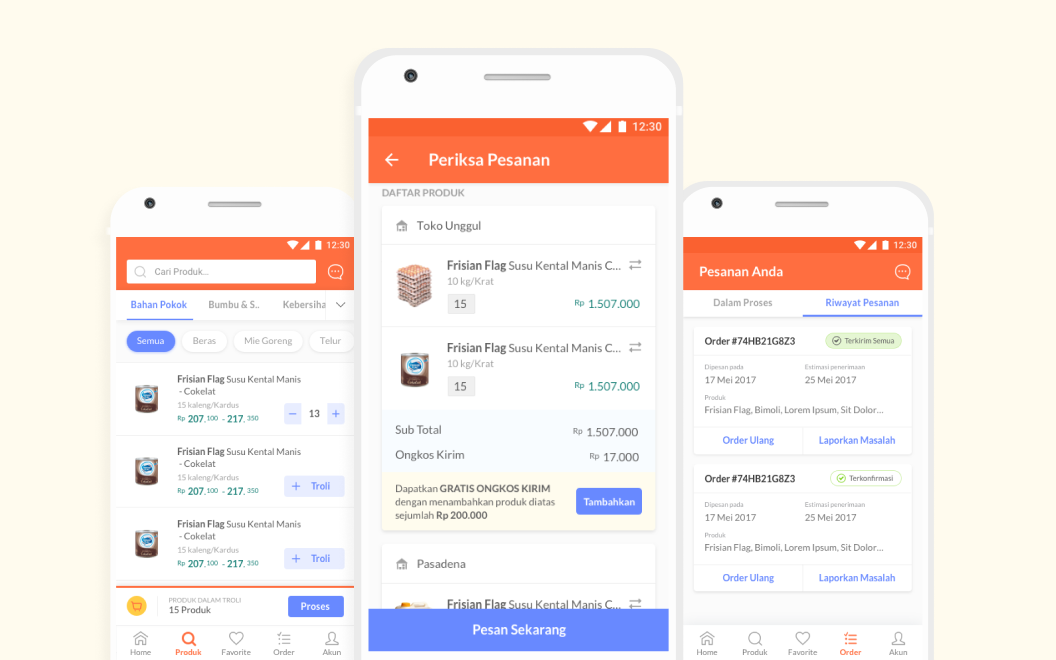 12:30
Cari Produk...
Bahan Pokok
Bumbu & S..
Kebersiha
Semua
Beras
Mie Goreng
Telur
Frisian Flag Susu Kental Manis
- Cokelat
15 kaleng/Kardus
Rp 207.100 - 217.350
13
Frisian Flag Susu Kental Manis
- Cokelat
15 kaleng/Kardus
Rp 207.100 - 217.350
+ Troli
Frisian Flag Susu Kental Manis
- Cokelat
15 kaleng/Kardus
Rp 207.100 - 217.350
+ Troli
PRODUK DALAM TROLI
15 Produk
Proses
Home
Produk
Favorite
Order
Akun
12:30
Periksa Pesanan
DAFTAR PRODUK
Toko Unggul
Frisian Flag Susu Kental Manis C...
10 kg/Krat
15
Rp 1.507.000
Frisian Flag Susu Kental Manis C...
10 kg/Krat
15
Rp 1.507.000
Sub Total
Rp 1.507.000
Ongkos Kirim
Rp 17.000
Dapatkan GRATIS ONGKOS KIRIM
dengan menambahkan produk diatas
sejumlah Rp 200.000
Tambahkan
Pasadena
Frisian Flag Susu Kental Manis C...
Pesan Sekarang
12:30
Pesanan Anda
Dalam Proses
Riwayat Pesanan
Order #74HB21G8Z3
Terkirim Semua
Dipesan pada
Estimasi penerimaan
17 Mei 2017
25 Mei 2017
Produk
Frisian Flag, Bimoli, Lorem Ipsum, Sit Dolor...
Order Ulang
Laporkan Masalah
Order #74HB21G8Z3
Terkonfirmasi
Dipesan pada
Estimasi penerimaan
17 Mei 2017
25 Mei 2017
Produk
Frisian Flag, Bimoli, Lorem Ipsum, Sit Dolor...
Order Ulang
Laporkan Masalah
Home
Produk
Favorite
Order
Akun